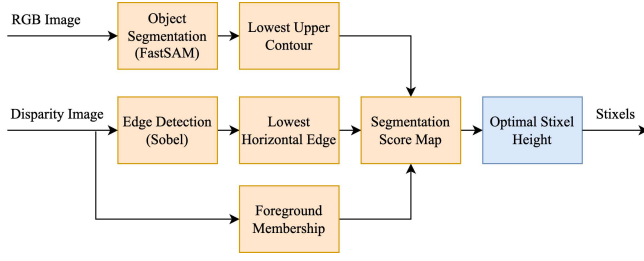 RGB Image
Object
Segmentation
(FastSAM)
Lowest Upper
Contour
Disparity Image
Edge Detection
(Sobel)
Lowest
Horizontal Edge
Segmentation
Score Map
Optimal Stixel
Height
Stixels
Foreground
Membership